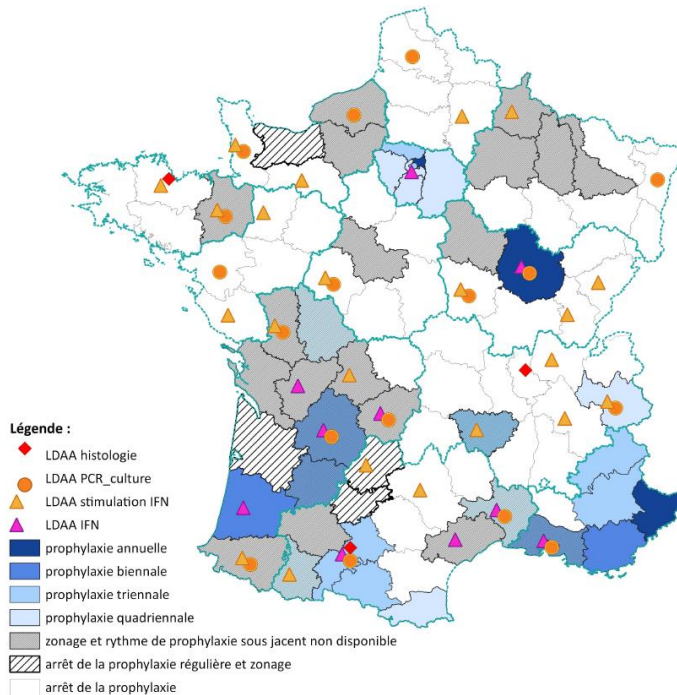 Légende :
LDAA histologie
LDAA PCR_culture
LDAA stimulation IFN
LDAA IFN
prophylaxie annuelle
prophylaxie biennale
prophylaxie triennale
prophylaxie quadriennale
zonage et rythme de prophylaxie sous jacent non disponible
arrêt de la prophylaxie régulière et zonage
arrêt de la prophylaxie